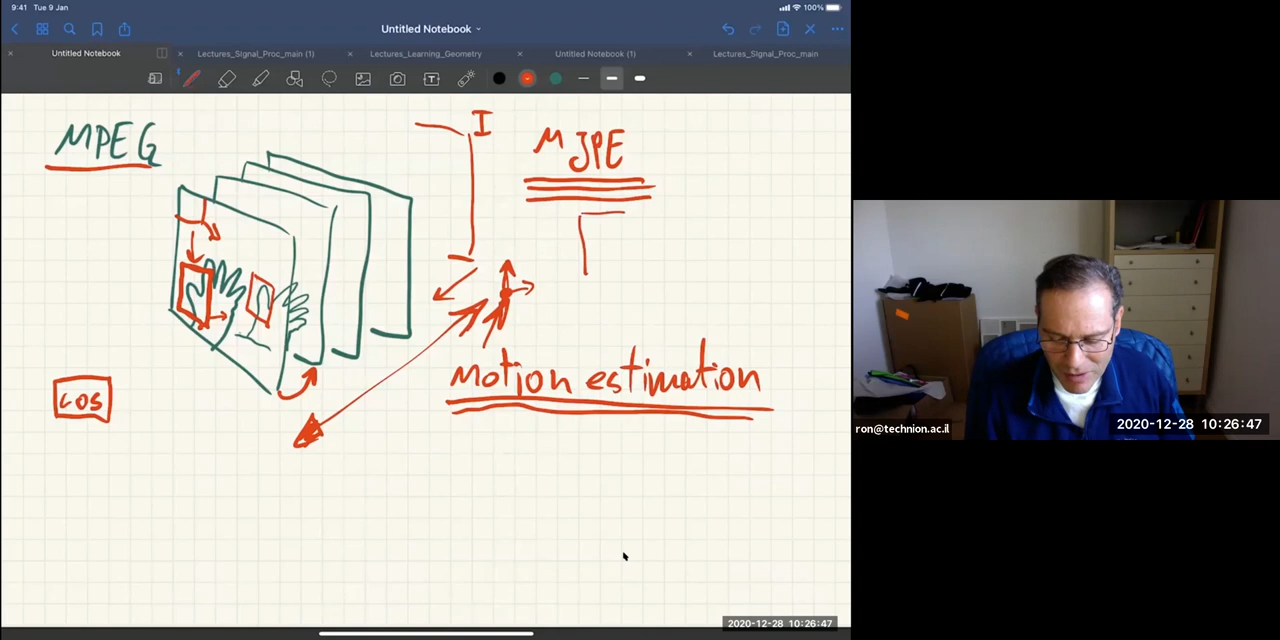 9:41 Tue 9 Jan
100%
Untitled Notebook
Untitled Notebook
Lectures_Signal_Proc_main (1)
Lectures_Learning_Geometry
Untitled Notebook (1)
Lectures_SIgnal_Proc_main
T
MPEG
I
MJPE
motion estimation
cos
2020-12-28 10:26:47
ron@technion.ac.il
2020-12-28 10:26:47